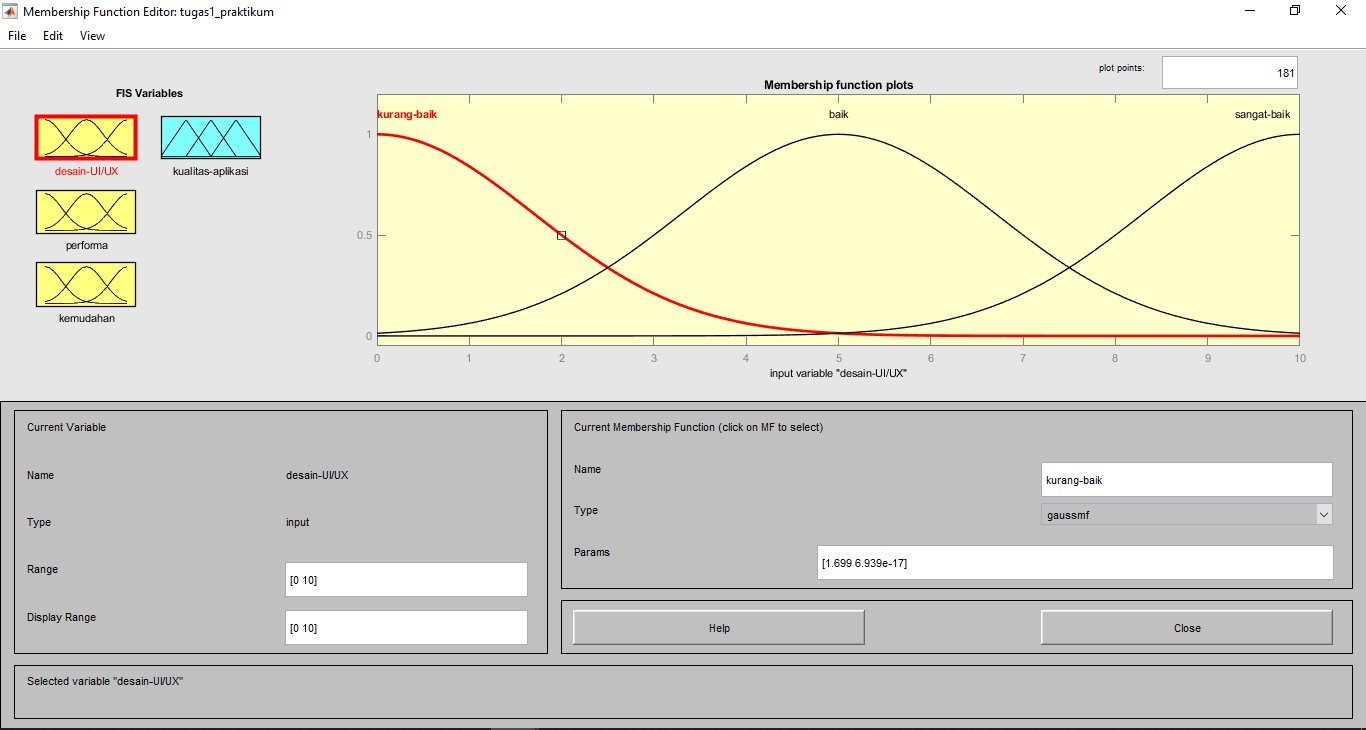 Membership Function Editor: tugas1_praktikum
File Edit View
FIS Variables
desain-UI/UX
kualitas-aplikasi
performa
kemudahan
plot points: 181
Membership function plots
kurang-baik baik sangat-baik
1
0.5
0
0 1 2 3 4 5 6 7 8 9 10
input variable "desain-UI/UX"
Current Variable
Name desain-UI/UX
Type input
Range [0 10]
Display Range [0 10]
Current Membership Function (click on MF to select)
Name kurang-baik
Type gaussmf
Params [1.699 6.939e-17]
Help Close
Selected variable "desain-UI/UX"